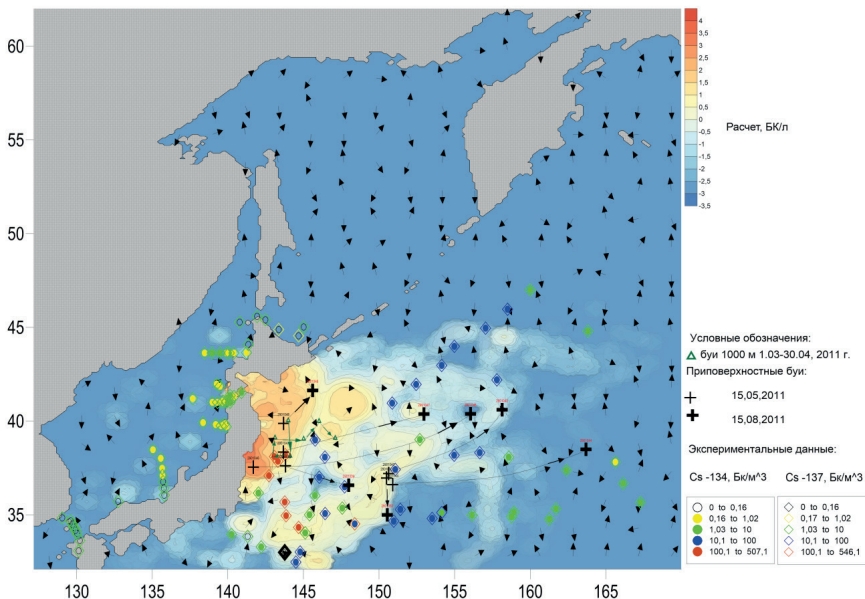 60
55
50
45
40
35
130
135
140
145
150
155
160
165
4
3,5
3
2,5
2
1,5
1
0,5
0
-0,5
-1
-1,5
-2
-2,5
-3
-3,5
Расчет, БК/л
Условные обозначения:
буи 1000 м 1.03-30.04, 2011 г.
Приповерхностные буи:
15,05,2011
15,08,2011
Экспериментальные данные:
Cs -134, Бк/м^3
Cs -137, Бк/м^3
0 to 0,16
0,16 to 1,02
1,03 to 10
10,1 to 100
100,1 to 507,1
0 to 0,16
0,17 to 1,02
1,03 to 10
10,1 to 100
100,1 to 546,1